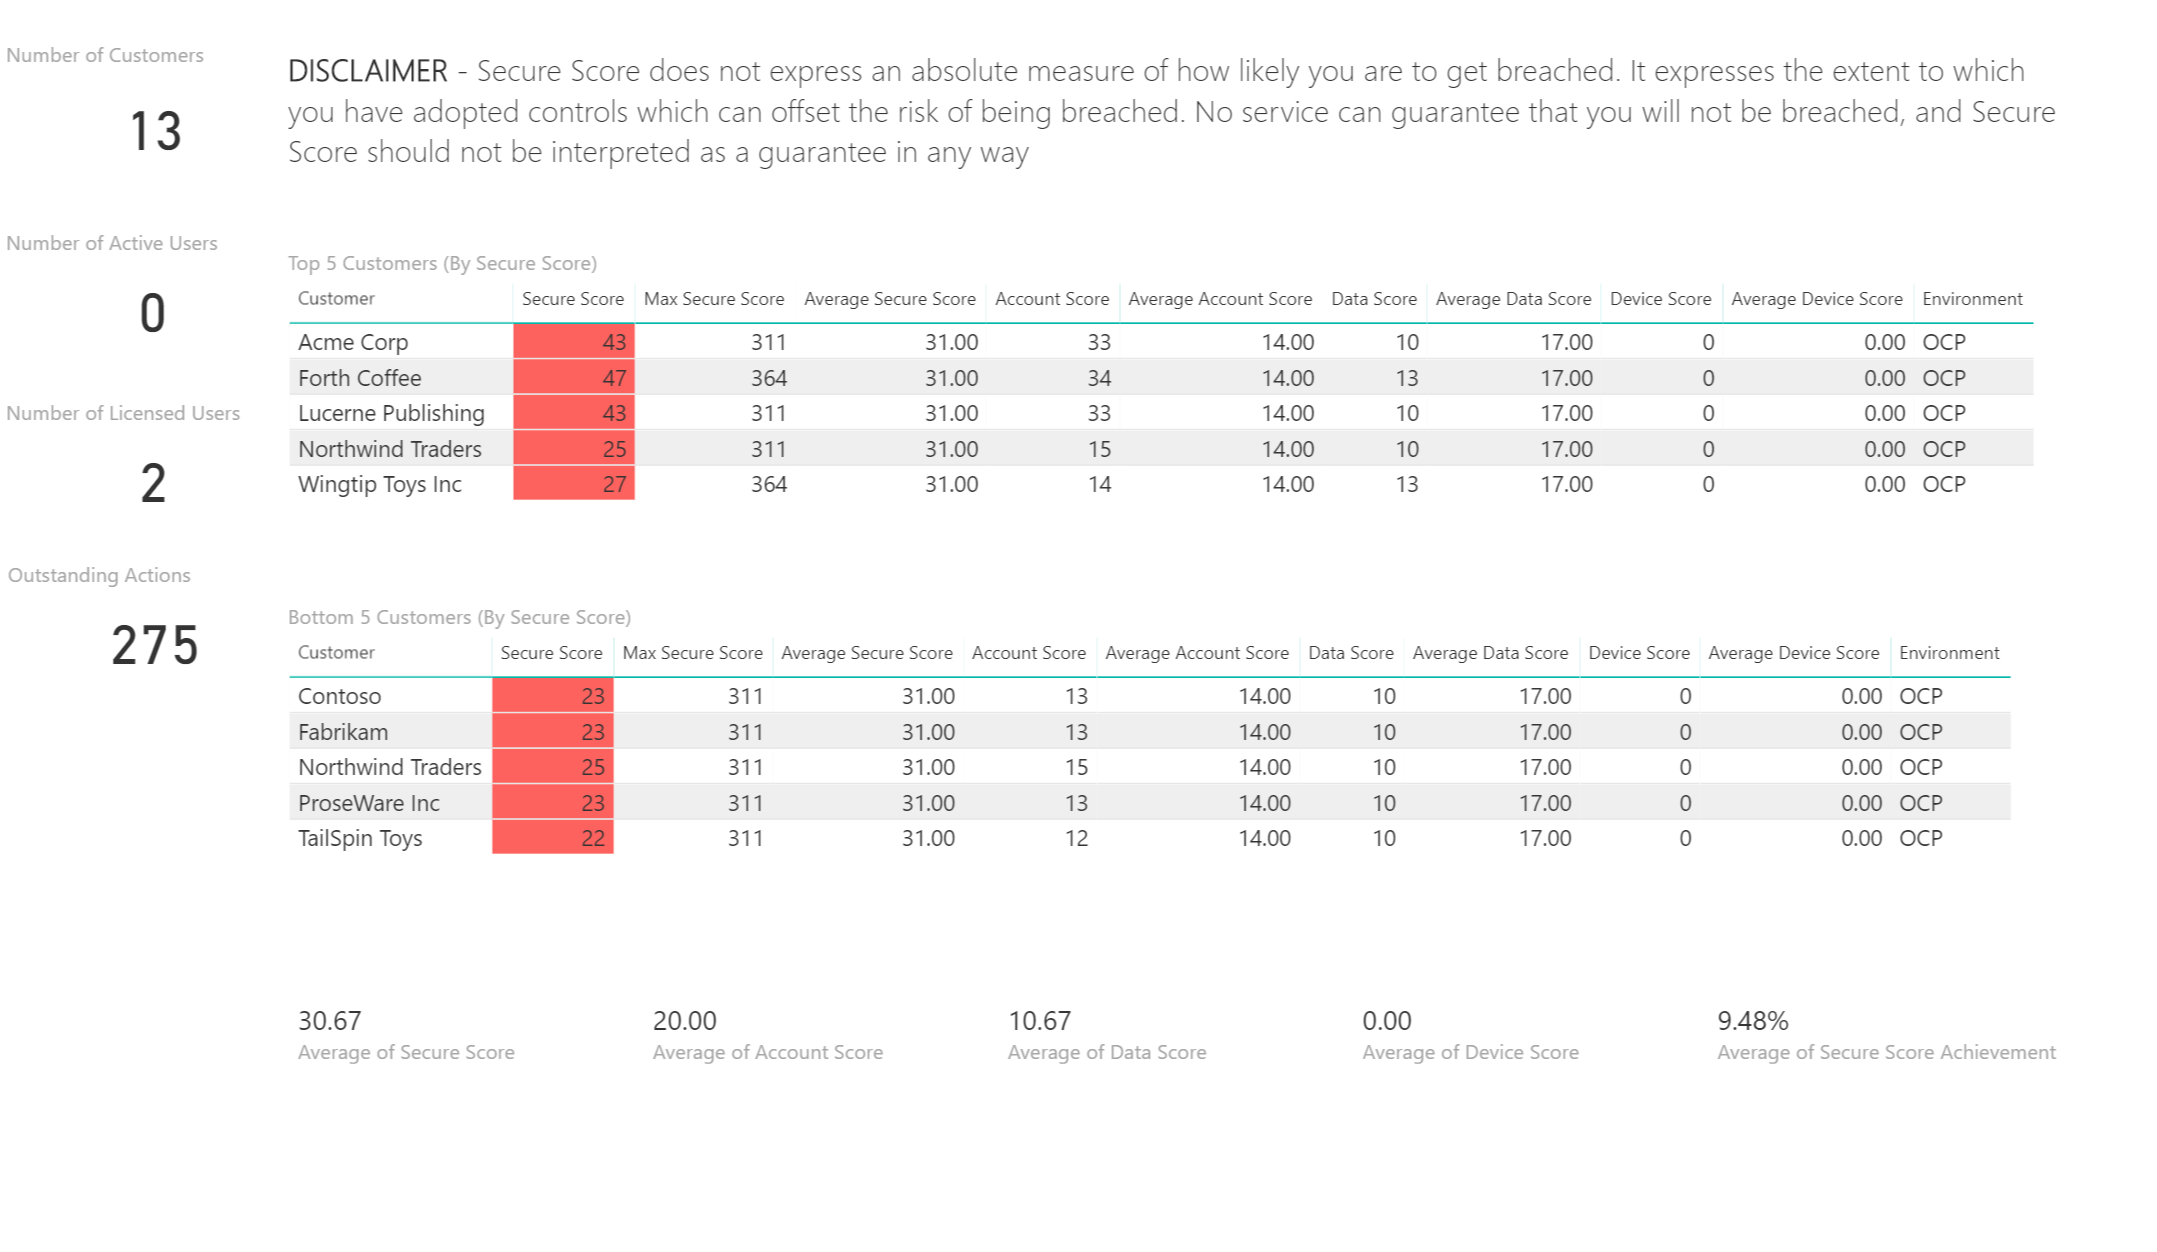 Number of Customers
13
DISCLAIMER - Secure Score does not express an absolute measure of how likely you are to get breached. It expresses the extent to which
you have adopted controls which can offset the risk of being breached. No service can guarantee that you will not be breached, and Secure
Score should not be interpreted as a guarantee in any way
Number of Active Users
0
Number of Licensed Users
2
Outstanding Actions
275
Top 5 Customers (By Secure Score)
Customer Secure Score Max Secure Score Average Secure Score Account Score Average Account Score Data Score Average Data Score Device Score Average Device Score Environment
Acme Corp 43 311 31.00 33 14.00 10 17.00 0 0.00 OCP
Forth Coffee 47 364 31.00 34 14.00 13 17.00 0 0.00 OCP
Lucerne Publishing 43 311 31.00 33 14.00 10 17.00 0 0.00 OCP
Northwind Traders 25 311 31.00 15 14.00 10 17.00 0 0.00 OCP
Wingtip Toys Inc 27 364 31.00 14 14.00 13 17.00 0 0.00 OCP
Bottom 5 Customers (By Secure Score)
Customer Secure Score Max Secure Score Average Secure Score Account Score Average Account Score Data Score Average Data Score Device Score Average Device Score Environment
Contoso 23 311 31.00 13 14.00 10 17.00 0 0.00 OCP
Fabrikam 23 311 31.00 13 14.00 10 17.00 0 0.00 OCP
Northwind Traders 25 311 31.00 15 14.00 10 17.00 0 0.00 OCP
ProseWare Inc 23 311 31.00 13 14.00 10 17.00 0 0.00 OCP
TailSpin Toys 22 311 31.00 12 14.00 10 17.00 0 0.00 OCP
30.67 20.00 10.67 0.00 9.48%
Average of Secure Score Average of Account Score Average of Data Score Average of Device Score Average of Secure Score Achievement